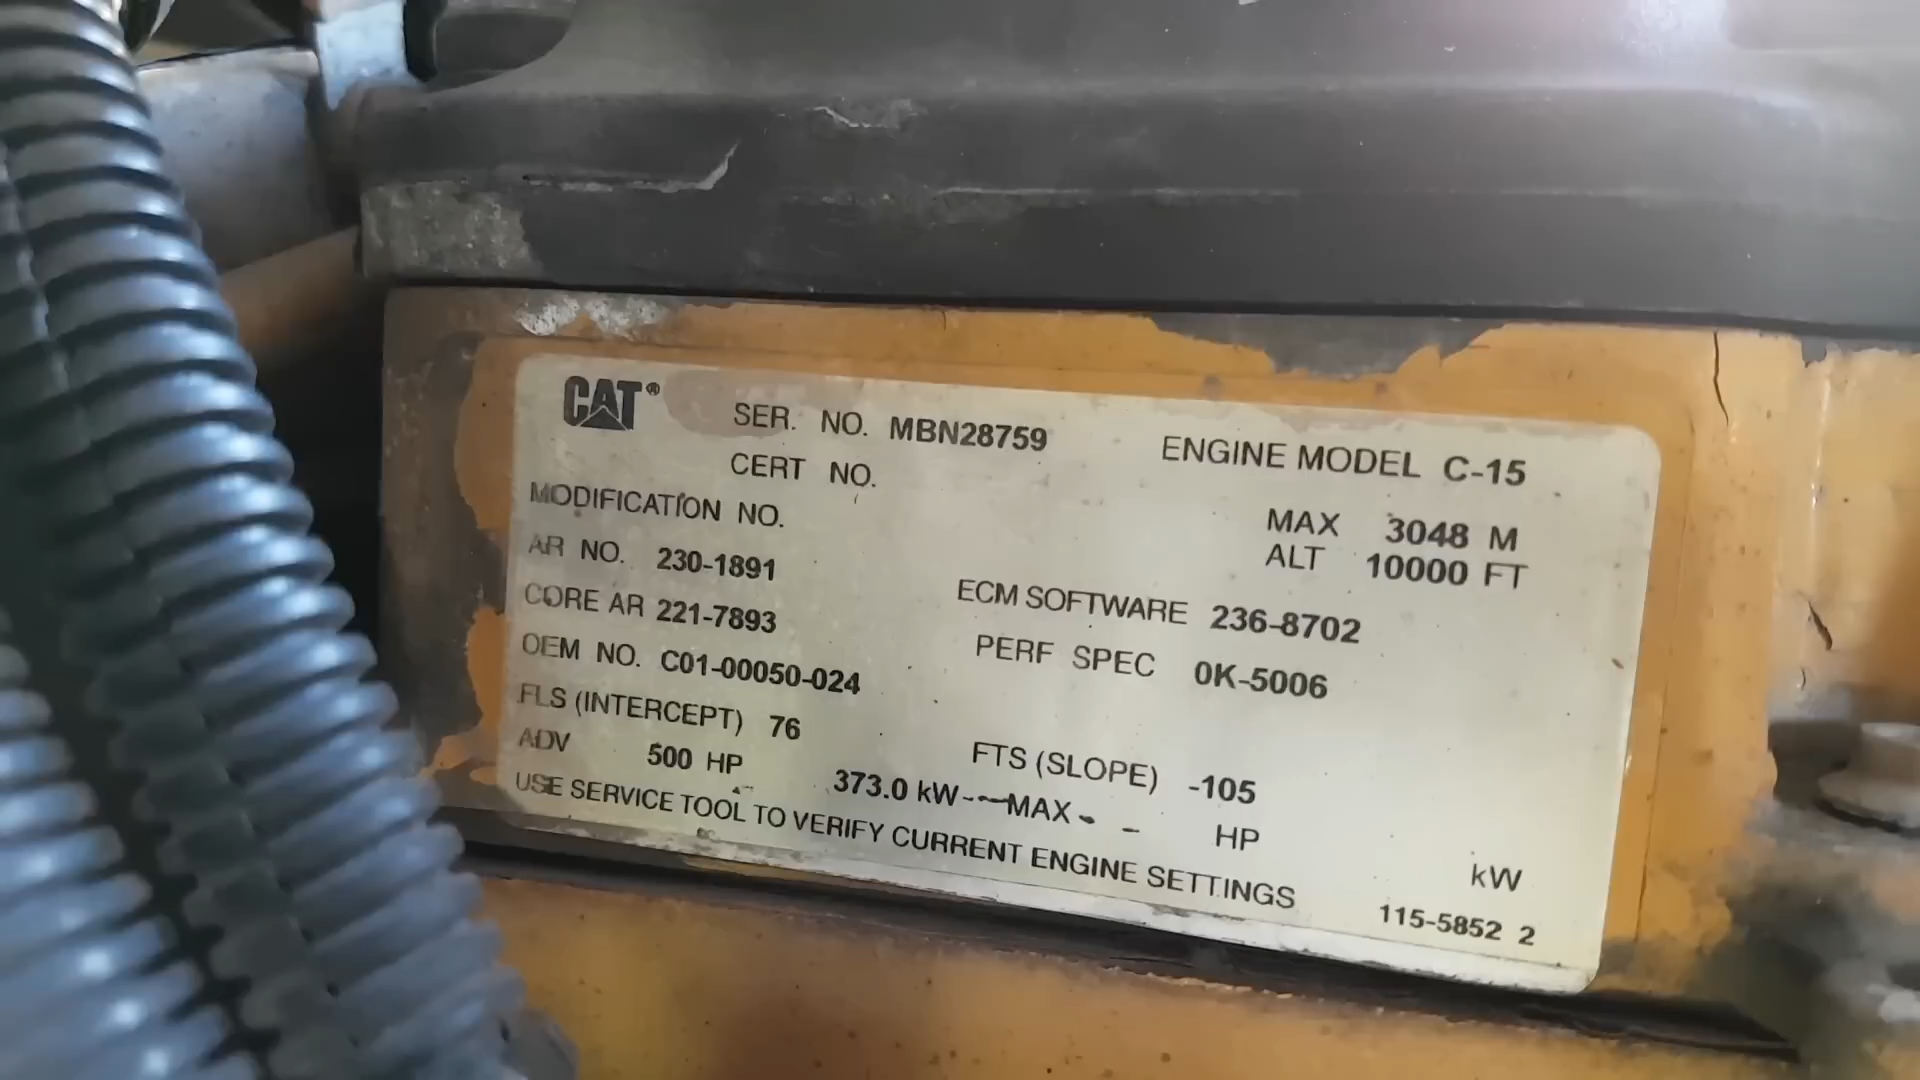 CAT® SER. NO. MBN28759 ENGINE MODEL C-15
CERT NO.
MODIFICATION NO. MAX 3048 M
ALT 10000 FT
AR NO. 230-1891 ECM SOFTWARE 236-8702
CORE AR 221-7893 PERF SPEC 0K-5006
OEM NO. C01-00050-024
FLS (INTERCEPT) 76 FTS (SLOPE) -105
ADV 500 HP 373.0 kW MAX HP kW
USE SERVICE TOOL TO VERIFY CURRENT ENGINE SETTINGS 115-5852 2